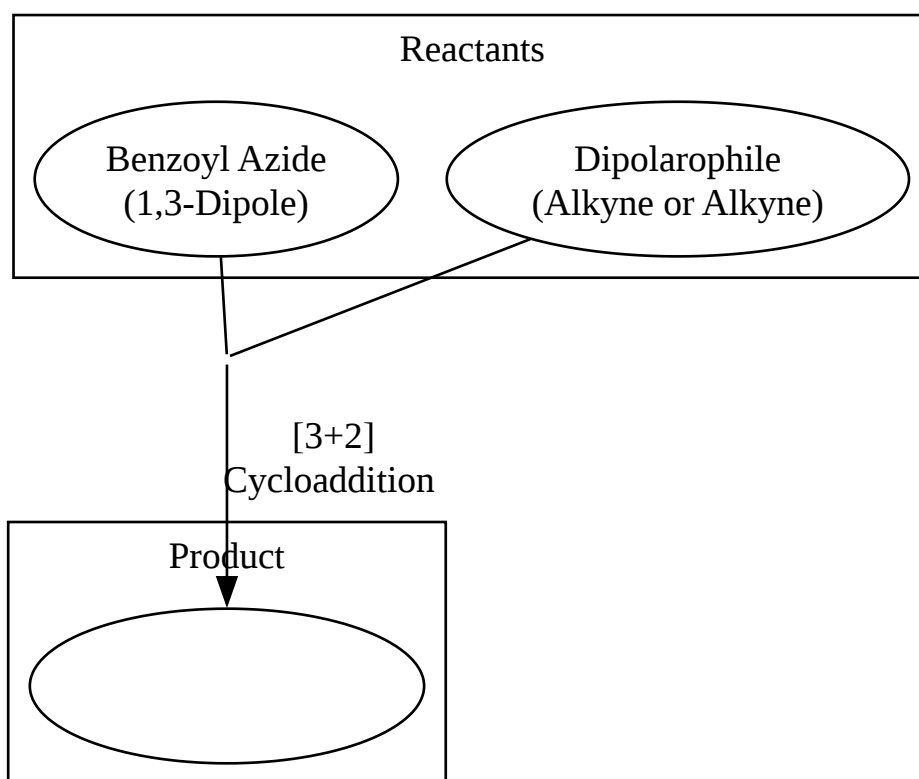 Reactants
Benzoyl Azide
(1,3-Dipole)
Dipolarophile
(Alkyne or Alkyne)
[3+2]
Cycloaddition
Product